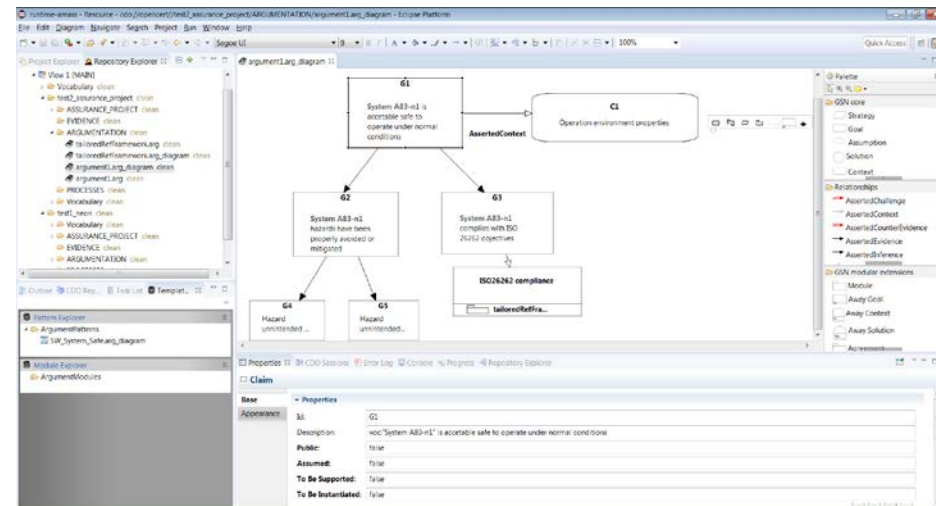 runtime-amass - Resource - cdo://opencert/test2_assurance_project/ARGUMENTATION/argument1.arg_diagram - Eclipse Platform
File Edit Diagram Navigate Search Project Run Window Help
Segoe UI
9
100%
Quick Access
Project Explorer
Repository Explorer
argument1.arg_diagram
View 1 [MAIN]
Vocabulary clean
test2_assurance_project clean
ASSURANCE_PROJECT clean
EVIDENCE clean
ARGUMENTATION clean
tailoredRefFramework.arg clean
tailoredRefFramework.arg_diagram clean
argument1.arg_diagram clean
argument1.arg clean
PROCESSES clean
Vocabulary clean
test1_neon clean
Vocabulary clean
ASSURANCE_PROJECT clean
EVIDENCE clean
ARGUMENTATION clean
G1
System A83-n1 is
accetable safe to
operate under normal
conditions
AssertedContext
C1
Operation environment properties
G2
System A83-n1
hazards have been
properly avoided or
mitigated
G3
System A83-n1
complies with ISO
26262 oojectives
ISO26262 compliance
tailoredRefFra...
G4
Hazard
unnintended ...
G5
Hazard
unnintended..
Palette
GSN core
Strategy
Goal
Assumption
Solution
Context
Relationships
AssertedChallenge
AssertedContext
AssertedCounterEvidence
AssertedEvidence
AssertedInference
GSN modular extensions
Module
Away Goal
Away Context
Away Solution
Agreement
Outline
CDO Rep...
Task List
Templat..
Pattern Explorer
ArgumentPatterns
SW_System_Safe.arg_diagram
Module Explorer
ArgumentModules
Properties
CDO Sessions
Error Log
Console
Progress
Repository Explorer
Claim
Base
Appearance
Properties
Id: G1
Description: voc:"System A83-n1" is accetable safe to operate under normal conditions
Public: false
Assumed: false
To Be Supported: false
To Be Instantiated: false